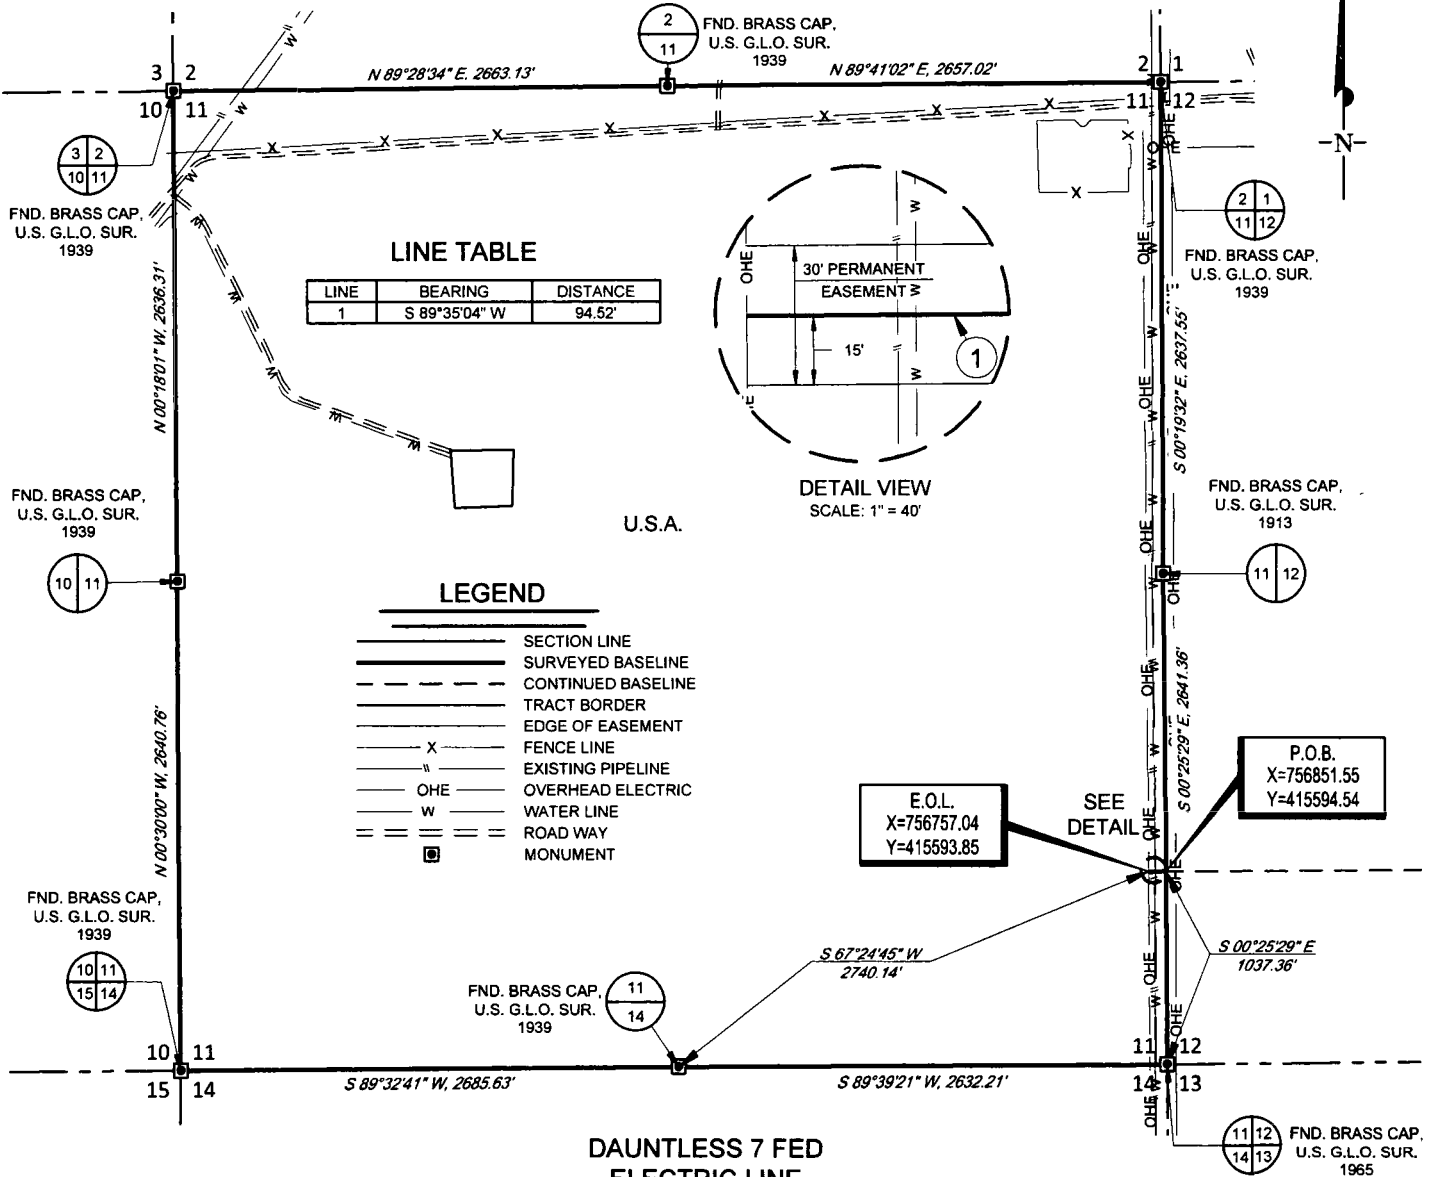 2
11
FND. BRASS CAP,
U.S. G.L.O. SUR.
1939
N 89°28'34" E, 2663.13'
N 89°41'02" E, 2657.02'
3 2
10 11
2 1
11 12
3 2
10 11
FND. BRASS CAP,
U.S. G.L.O. SUR.
1939
2 1
11 12
FND. BRASS CAP,
U.S. G.L.O. SUR.
1939
-N-
LINE TABLE
LINE BEARING DISTANCE
1 S 89°35'04" W 94.52'
30' PERMANENT
EASEMENT
15'
1
OHE
W
DETAIL VIEW
SCALE: 1" = 40'
N 00°18'01" W, 2636.31'
S 00°19'32" E, 2637.55'
FND. BRASS CAP,
U.S. G.L.O. SUR.
1939
10 11
U.S.A.
FND. BRASS CAP,
U.S. G.L.O. SUR.
1913
11 12
LEGEND
SECTION LINE
SURVEYED BASELINE
CONTINUED BASELINE
TRACT BORDER
EDGE OF EASEMENT
X FENCE LINE
\\ EXISTING PIPELINE
OHE OVERHEAD ELECTRIC
W WATER LINE
ROAD WAY
MONUMENT
N 00°30'00" W, 2640.76'
S 00°25'29" E, 2641.36'
E.O.L.
X=756757.04
Y=415593.85
SEE
DETAIL
P.O.B.
X=756851.55
Y=415594.54
FND. BRASS CAP,
U.S. G.L.O. SUR.
1939
10 11
15 14
FND. BRASS CAP,
U.S. G.L.O. SUR.
1939
11
14
S 67°24'45" W
2740.14'
S 00°25'29" E
1037.36'
10 11
15 14
11 12
14 13
S 89°32'41" W, 2685.63'
S 89°39'21" W, 2632.21'
11 12
14 13
FND. BRASS CAP,
U.S. G.L.O. SUR.
1965
DAUNTLESS 7 FED
ELECTRIC LINE